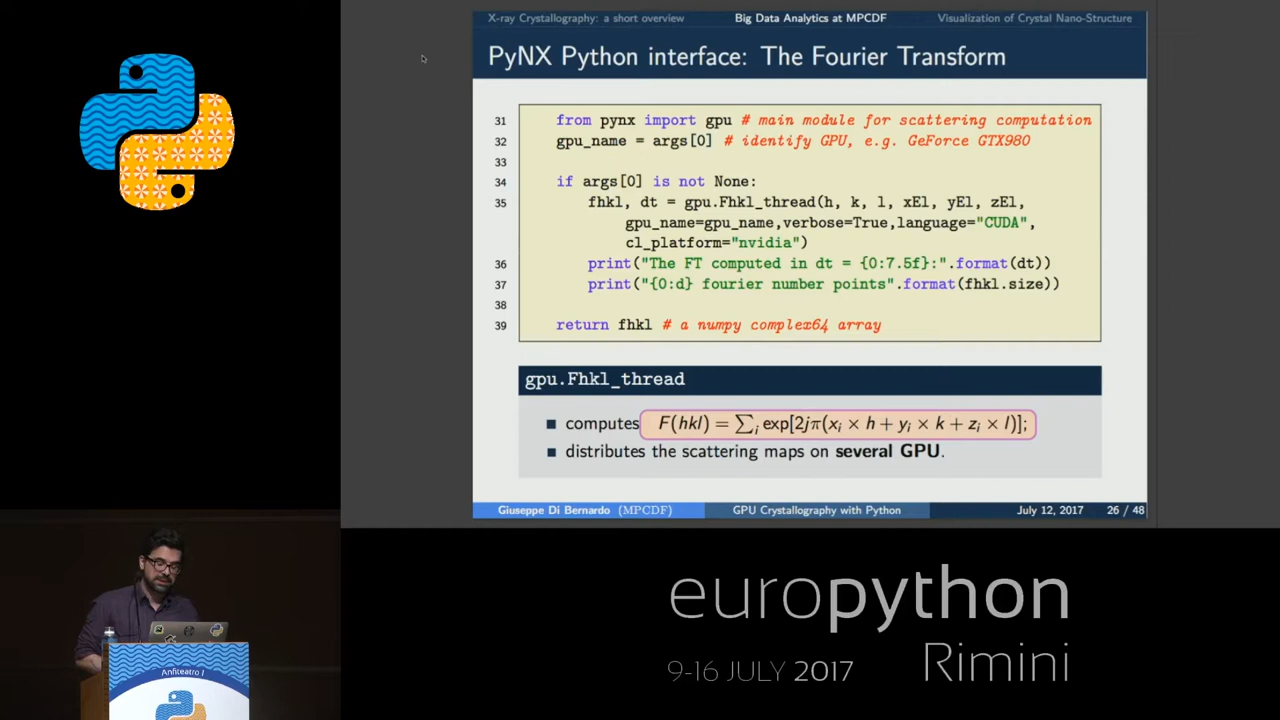 X-ray Crystallography: a short overview
Big Data Analytics at MPCDF
Visualization of Crystal Nano-Structure
PyNX Python interface: The Fourier Transform
31 from pynx import gpu # main module for scattering computation
32 gpu_name = args[0] # identify GPU, e.g. GeForce GTX980
33
34 if args[0] is not None:
35 fhkl, dt = gpu.Fhkl_thread(h, k, l, xEl, yEl, zEl,
gpu_name=gpu_name,verbose=True,language="CUDA",
cl_platform="nvidia")
36 print("The FT computed in dt = {0:7.5f}:".format(dt))
37 print("{0:d} fourier number points".format(fhkl.size))
38
39 return fhkl # a numpy complex64 array
gpu.Fhkl_thread
computes F(hkl) = ∑i exp[2jπ(xi × h + yi × k + zi × l)];
distributes the scattering maps on several GPU.
Giuseppe Di Bernardo (MPCDF)
GPU Crystallography with Python
July 12, 2017
26 / 48
Anfiteatro I
europython
9-16 JULY 2017
Rimini